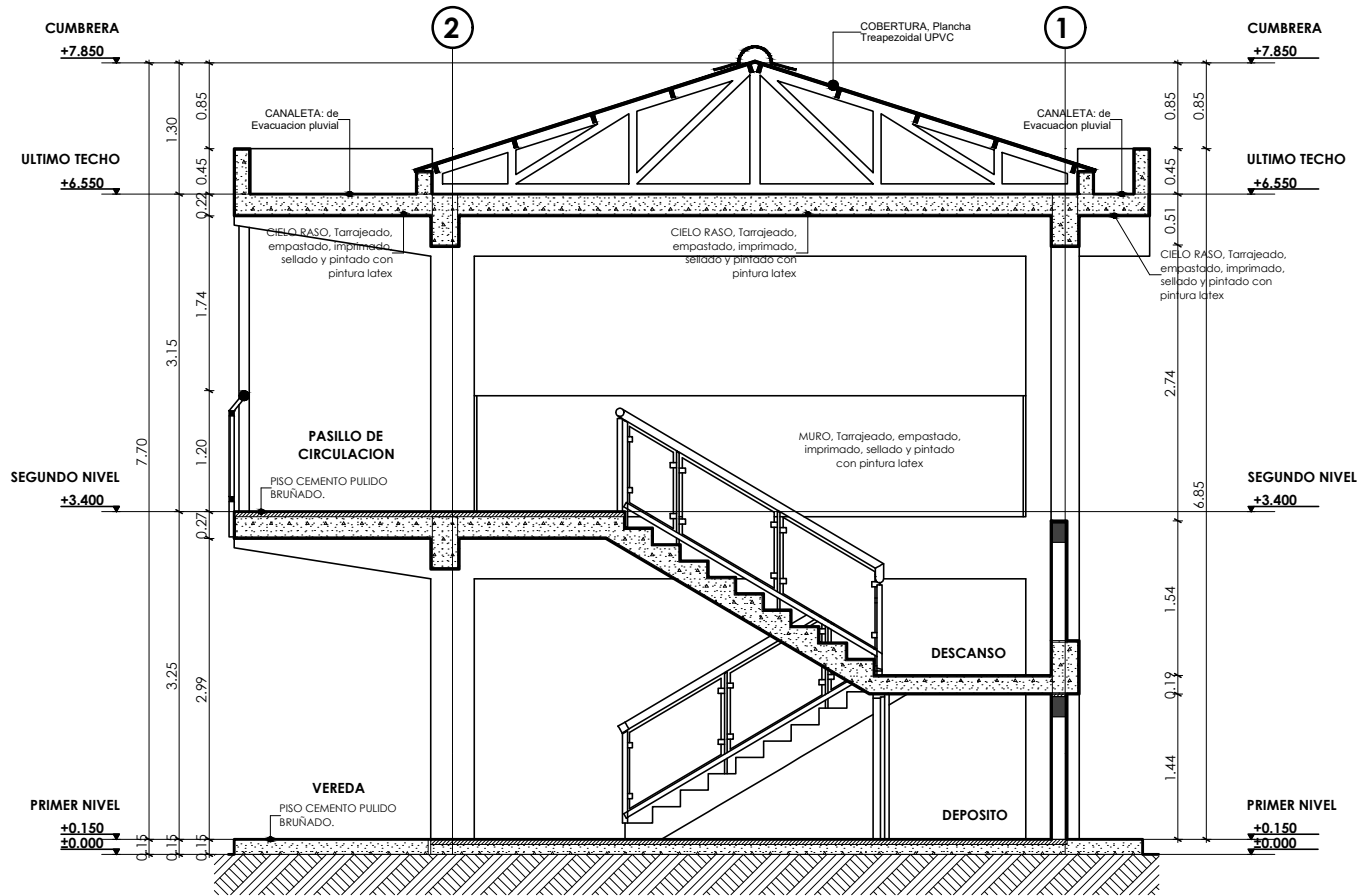 2
1
CUMBRERA
+7.850
COBERTURA, Plancha
Treapezoidal UPVC
CUMBRERA
+7.850
0.85
1.30
0.85
0.85
CANALETA: de
Evacuacion pluvial
CANALETA: de
Evacuacion pluvial
ULTIMO TECHO
+6.550
0.45
0.45
ULTIMO TECHO
+6.550
0.22
0.51
CIELO RASO, Tarrajeado,
empastado, imprimado,
sellado y pintado con
pintura latex
CIELO RASO, Tarrajeado,
empastado, imprimado,
sellado y pintado con
pintura latex
CIELO RASO, Tarrajeado,
empastado, imprimado,
sellado y pintado con
pintura latex
1.74
3.15
2.74
7.70
1.20
PASILLO DE
CIRCULACION
MURO, Tarrajeado, empastado,
imprimado, sellado y pintado
con pintura latex
SEGUNDO NIVEL
+3.400
PISO CEMENTO PULIDO
BRUÑADO.
SEGUNDO NIVEL
+3.400
6.85
0.27
1.54
DESCANSO
3.25
2.99
0.19
1.44
VEREDA
PISO CEMENTO PULIDO
BRUÑADO.
DEPOSITO
PRIMER NIVEL
+0.150
±0.000
PRIMER NIVEL
+0.150
±0.000
0.15
0.15
0.15